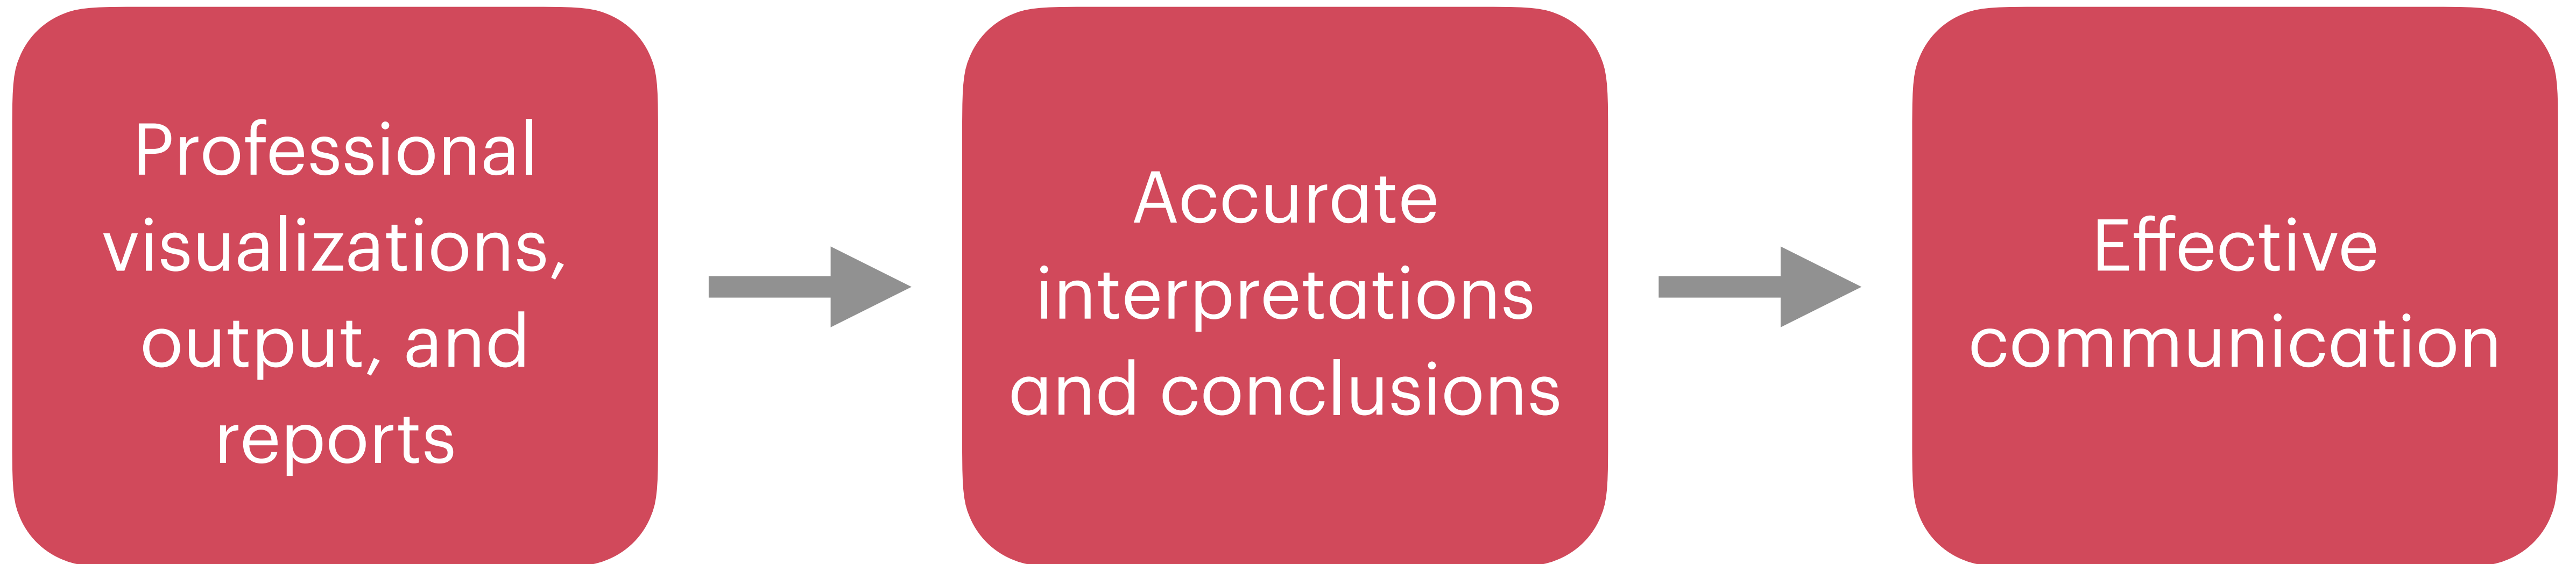 Professional
visualizations,
output, and
reports
Accurate
interpretations
and conclusions
Effective
communication